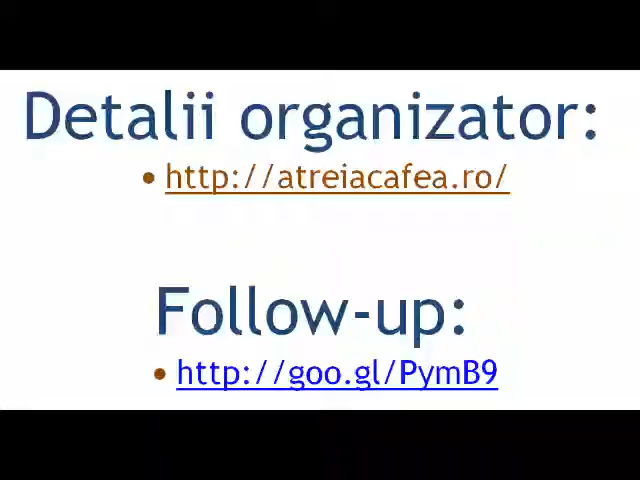 Detalii organizator:
• http://atreiacafea.ro/
Follow-up:
• http://goo.gl/PymB9